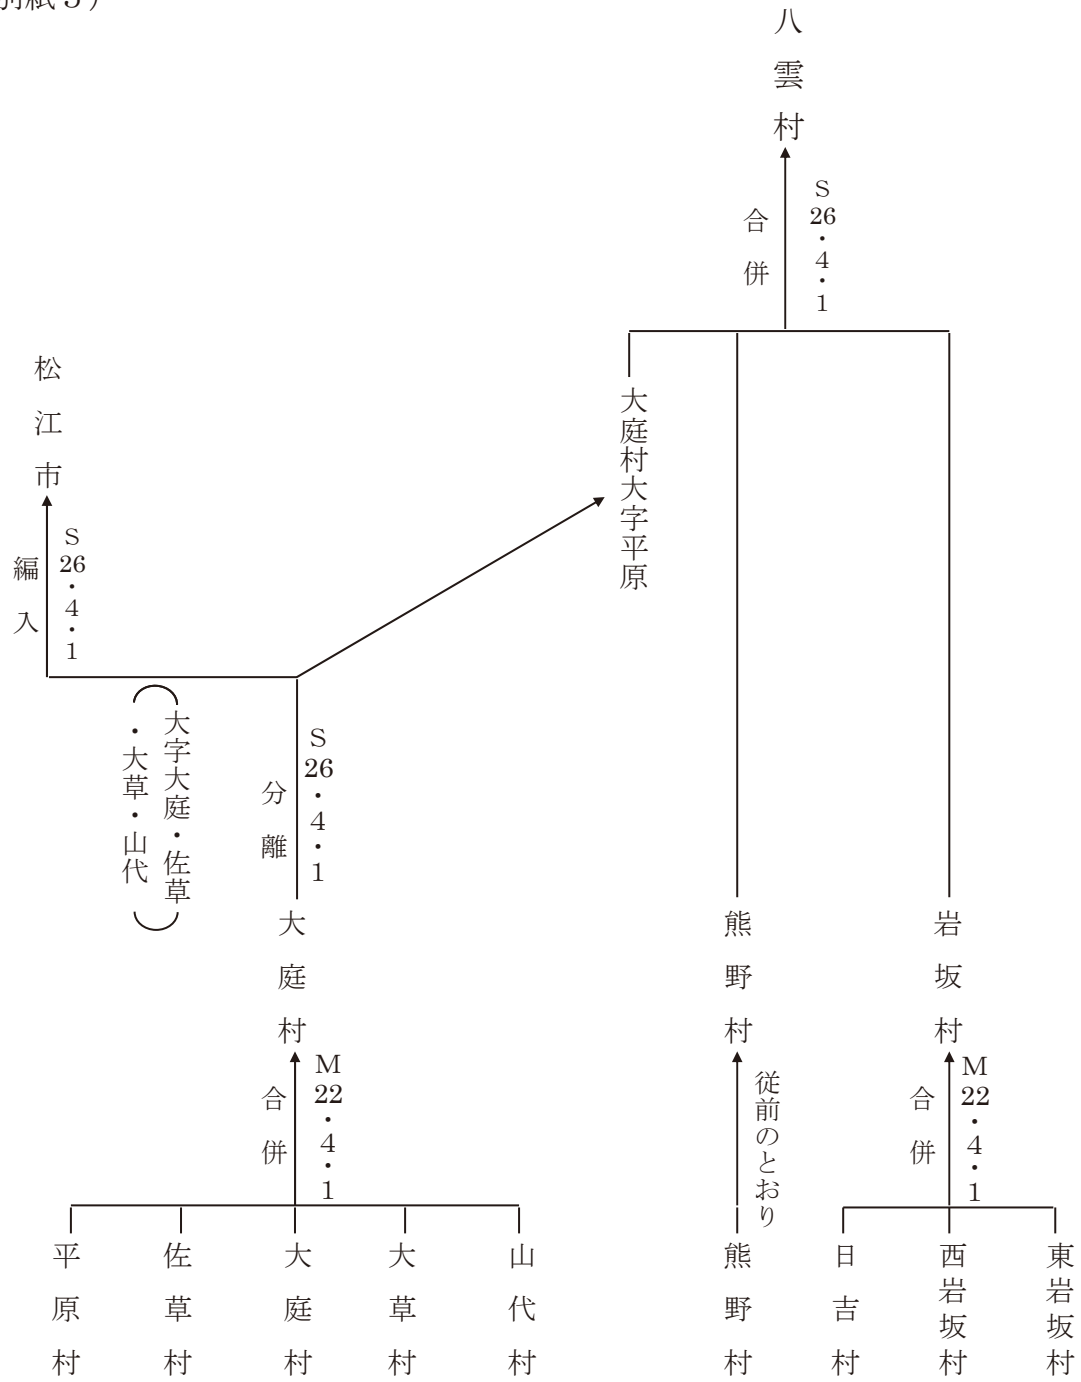 別紙3)
八雲村
S26・4・1
合併
大庭村大字平原
松江市
S26・4・1
編入
大字大庭・佐草
・大草・山代
S26・4・1
分離
岩坂村
熊野村
大庭村
M22・4・1
合併
従前のとおり
M22・4・1
合併
東岩坂村
西岩坂村
日吉村
熊野村
山代村
大草村
大庭村
佐草村
平原村